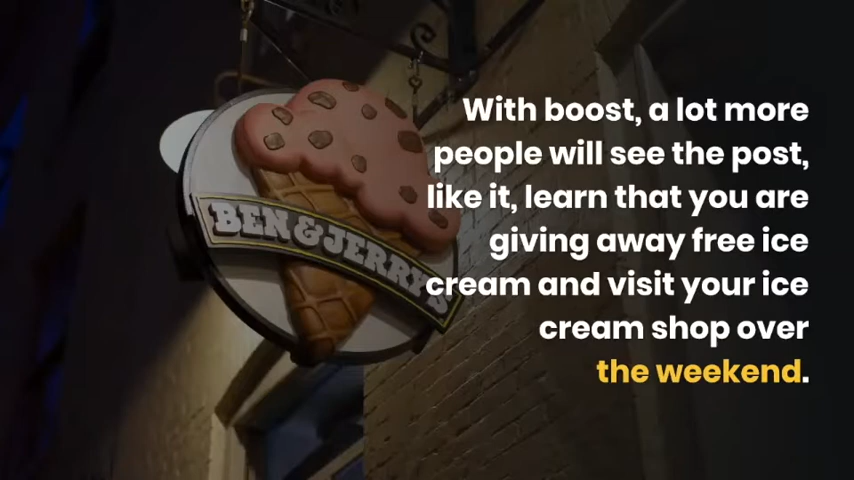 BEN & JERRY'S
With boost, a lot more
people will see the post,
like it, learn that you are
giving away free ice
cream and visit your ice
cream shop over
the weekend.